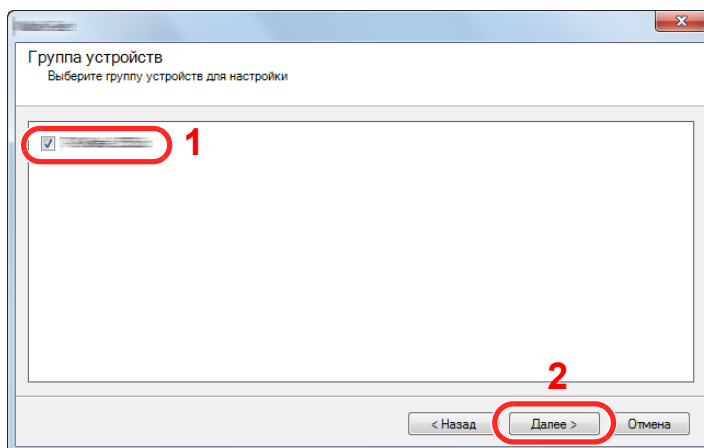 Группа устройств
Выберите группу устройств для настройки
1
2
< Назад
Далее >
Отмена